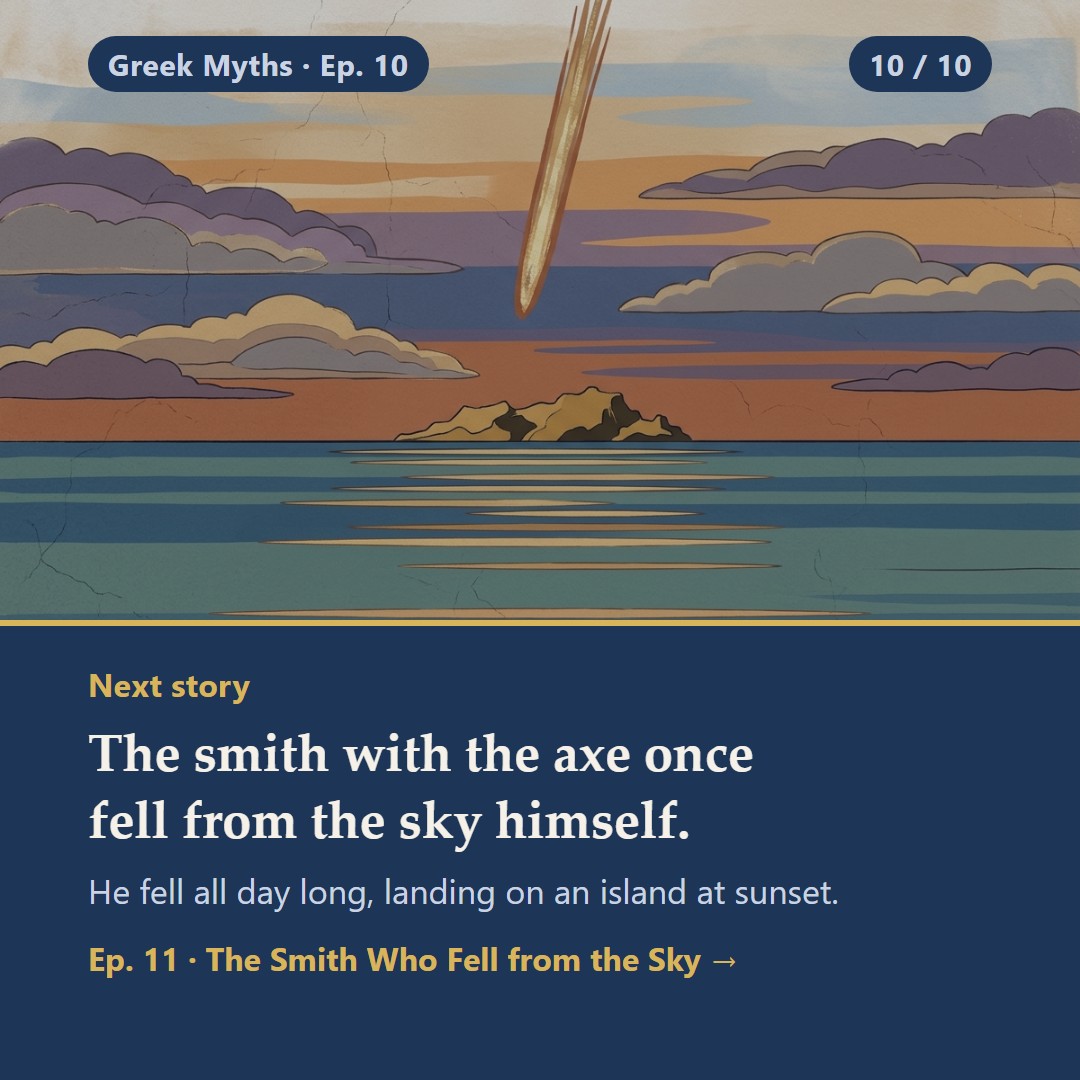 Greek Myths · Ep. 10
10 / 10
Next story
The smith with the axe once
fell from the sky himself.
He fell all day long, landing on an island at sunset.
Ep. 11 · The Smith Who Fell from the Sky →